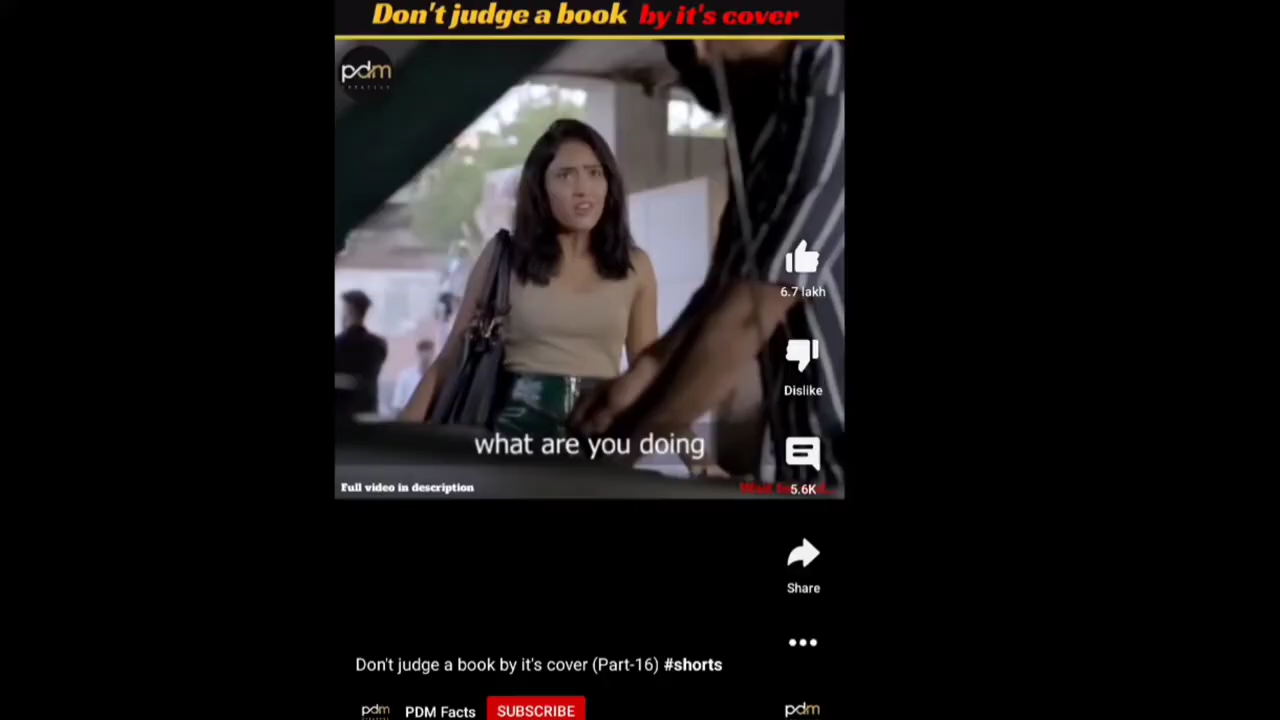 Don't judge a book by it's cover
pdm
6.7 lakh
Dislike
what are you doing
Full video in description
5.6K
Share
Don't judge a book by it's cover (Part-16) #shorts
pdm
PDM Facts
SUBSCRIBE
pdm